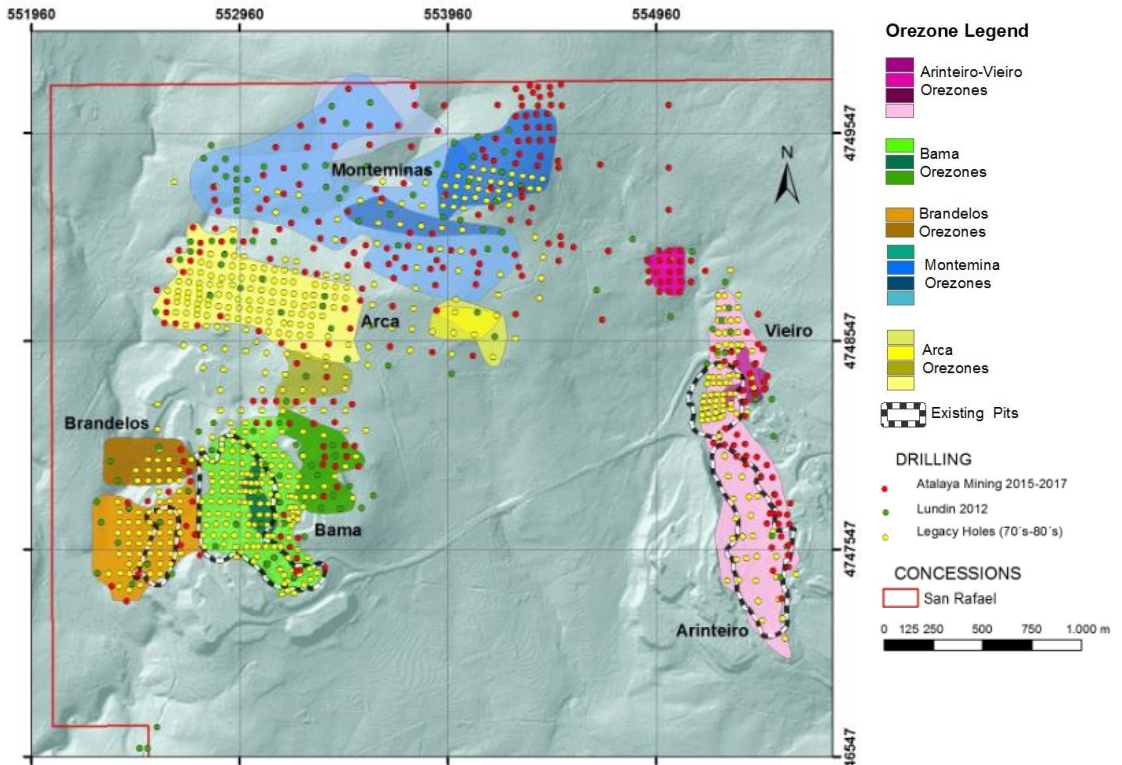 551960
552960
553960
554960
4749547
4748547
4747547
46547
N
Monteminas
Arca
Vieiro
Brandelos
Bama
Arinteiro
Orezone Legend
Arinteiro-Vieiro
Orezones
Bama
Orezones
Brandelos
Orezones
Montemina
Orezones
Arca
Orezones
Existing Pits
DRILLING
Atalaya Mining 2015-2017
Lundin 2012
Legacy Holes (70´s-80´s)
CONCESSIONS
San Rafael
0 125 250 500 750 1.000 m